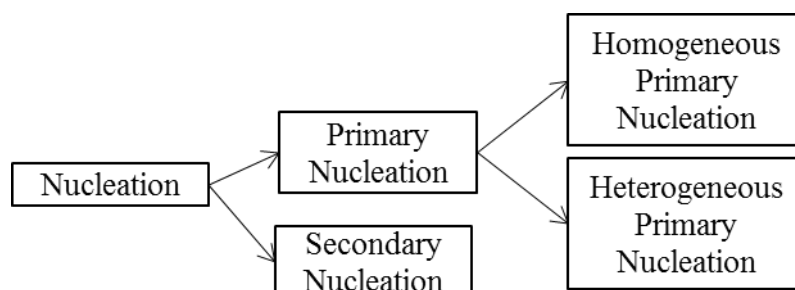 Nucleation
Primary
Nucleation
Secondary
Nucleation
Homogeneous
Primary
Nucleation
Heterogeneous
Primary
Nucleation